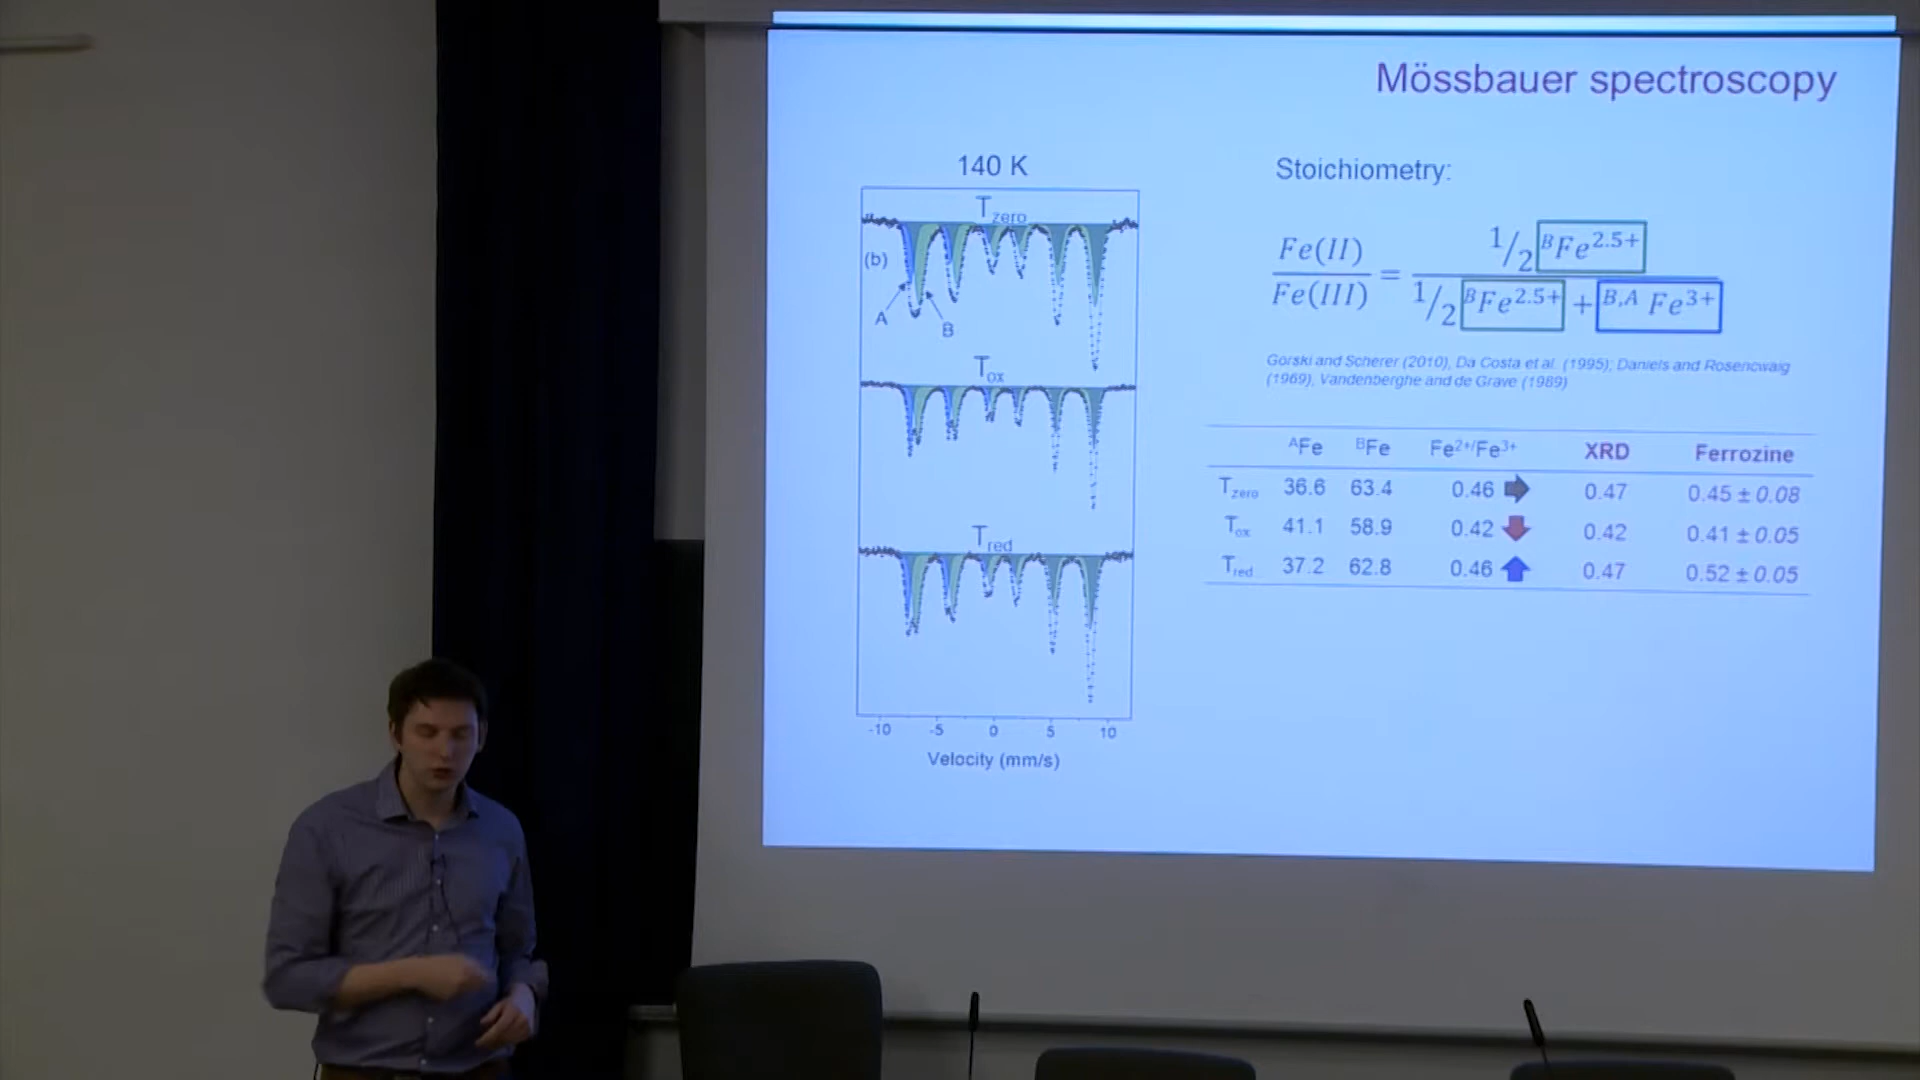 Mössbauer spectroscopy
140 K
T_zero
(b)
A
B
T_ox
T_red
-10 -5 0 5 10
Velocity (mm/s)
Stoichiometry:
Fe(II)/Fe(III) = 1/2 ᴮFe^2.5+ / 1/2 ᴮFe^2.5+ + ᴮ,ᴬ Fe^3+
Gorski and Scherer (2010), Da Costa et al. (1995); Daniels and Rosencwaig
(1969), Vandenberghe and de Grave (1989)
ᴬFe ᴮFe Fe²⁺/Fe³⁺ XRD Ferrozine
T_zero 36.6 63.4 0.46 0.47 0.45 ± 0.08
T_ox 41.1 58.9 0.42 0.42 0.41 ± 0.05
T_red 37.2 62.8 0.46 0.47 0.52 ± 0.05